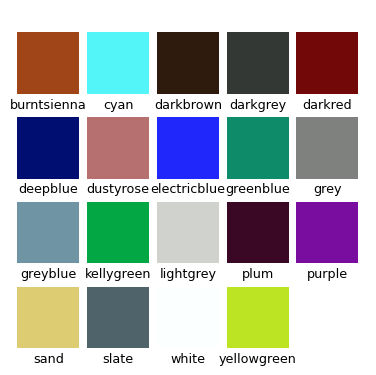 burntsienna cyan darkbrown darkgrey darkred
deepblue dustyrose electricblue greenblue grey
greyblue kellygreen lightgrey plum purple
sand slate white yellowgreen